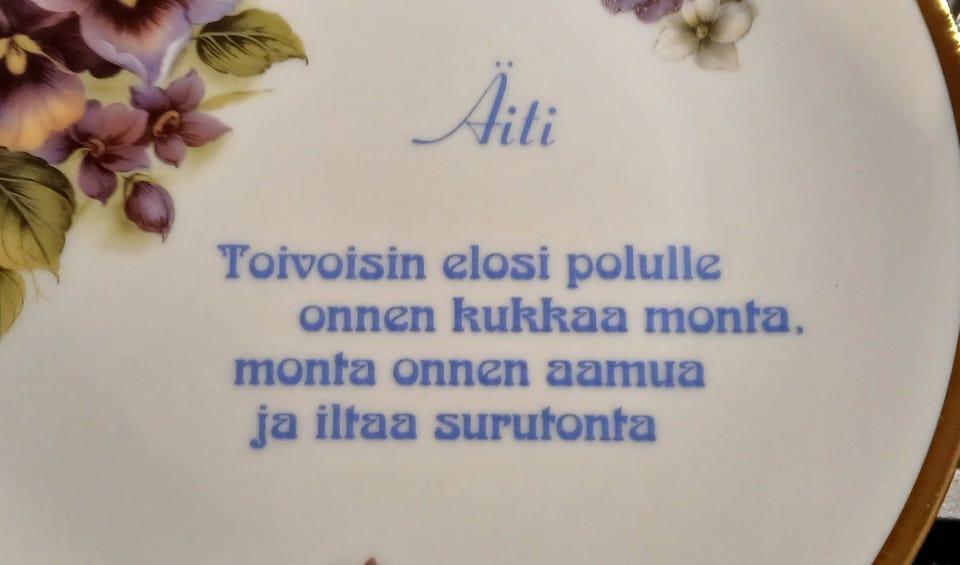 Äiti
Toivoisin elosi polulle
onnen kukkaa monta.
monta onnen aamua
ja iltaa surutonta